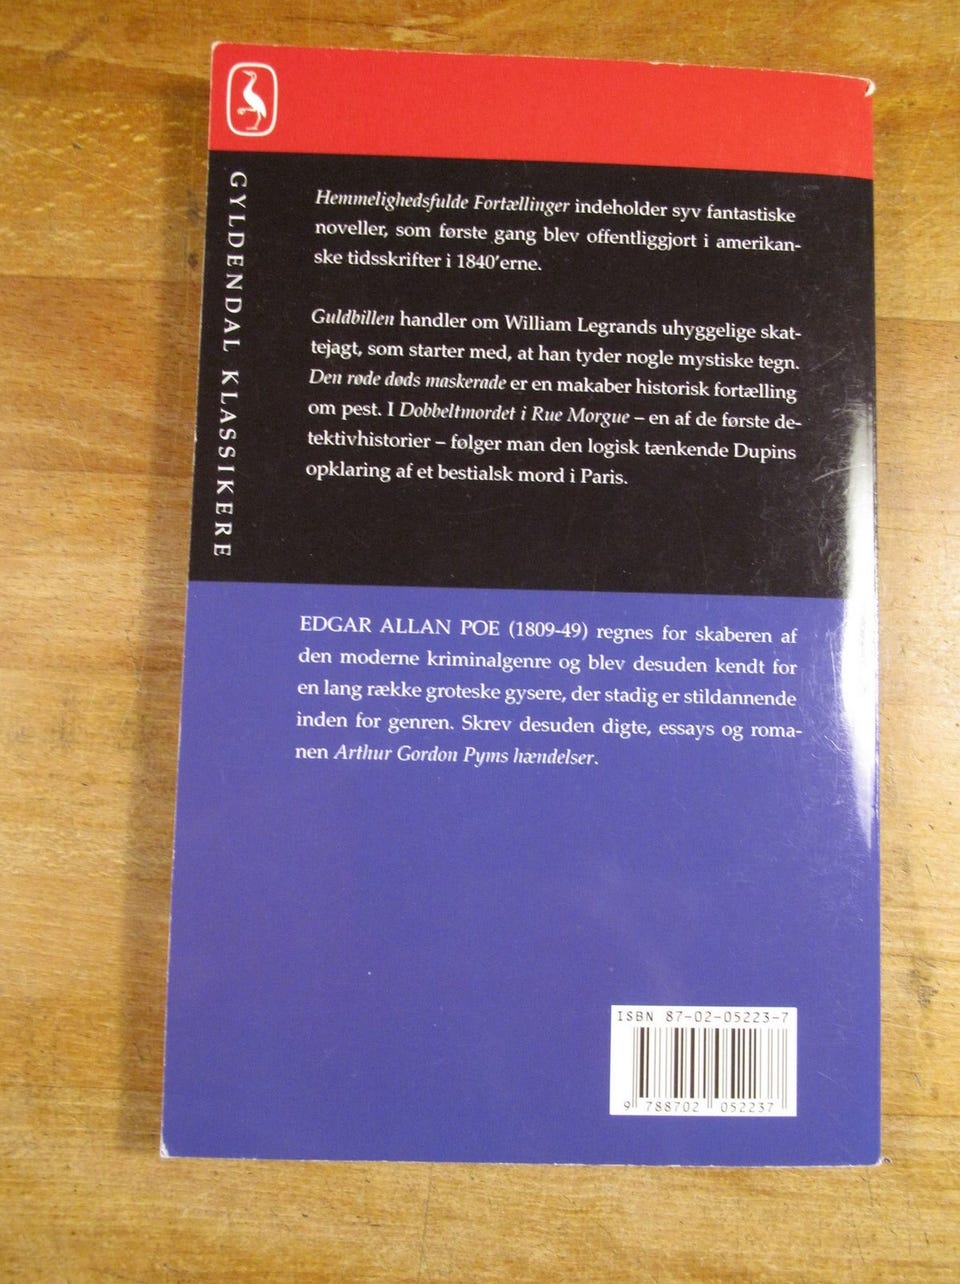 GYLDENDAL KLASSIKERE
Hemmelighedsfulde Fortællinger indeholder syv fantastiske
noveller, som første gang blev offentliggjort i amerikan-
ske tidsskrifter i 1840'erne.
Guldbillen handler om William Legrands uhyggelige skat-
tejagt, som starter med, at han tyder nogle mystiske tegn.
Den røde døds maskerade er en makaber historisk fortælling
om pest. I Dobbeltmordet i Rue Morgue – en af de første de-
tektivhistorier – følger man den logisk tænkende Dupins
opklaring af et bestialsk mord i Paris.
EDGAR ALLAN POE (1809-49) regnes for skaberen af
den moderne kriminalgenre og blev desuden kendt for
en lang række groteske gysere, der stadig er stildannende
inden for genren. Skrev desuden digte, essays og roma-
nen Arthur Gordon Pyms hændelser.
ISBN 87-02-05223-7
9 788702 052237